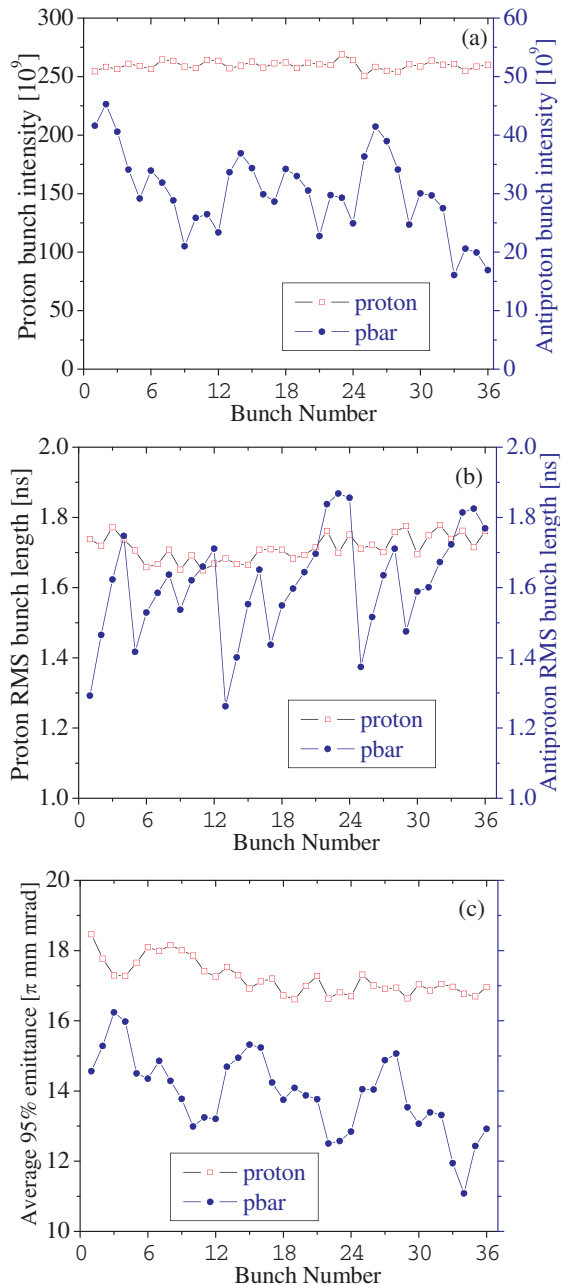 (a)
Proton bunch intensity [10^9]
Antiproton bunch intensity [10^9]
300
250
200
150
100
50
0
60
50
40
30
20
10
0
proton
pbar
0 6 12 18 24 30 36
Bunch Number
(b)
Proton RMS bunch length [ns]
Antiproton RMS bunch length [ns]
2.0
1.8
1.6
1.4
1.2
1.0
2.0
1.8
1.6
1.4
1.2
1.0
proton
pbar
0 6 12 18 24 30 36
Bunch Number
(c)
Average 95% emittance [π mm mrad]
20
18
16
14
12
10
proton
pbar
0 6 12 18 24 30 36
Bunch Number